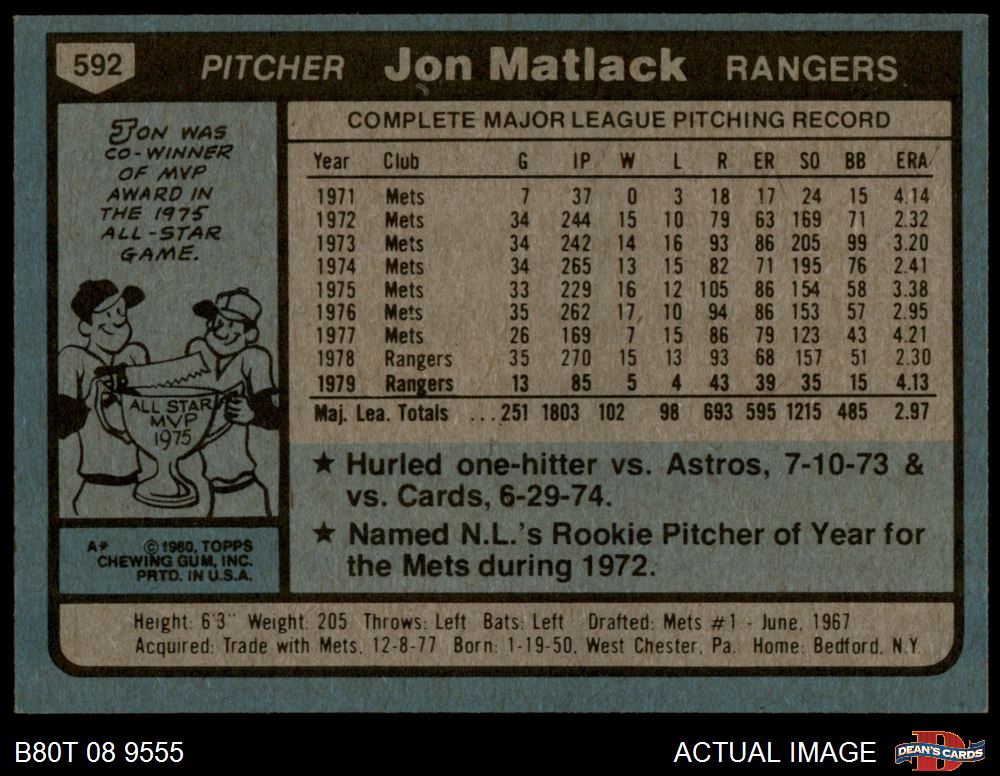 592 PITCHER Jon Matlack RANGERS
JON WAS
CO-WINNER
OF MVP
AWARD IN
THE 1975
ALL-STAR
GAME.
ALL STAR
MVP
1975
A* © 1980, TOPPS
CHEWING GUM, INC.
PRTD. IN U.S.A.
COMPLETE MAJOR LEAGUE PITCHING RECORD
Year Club G IP W L R ER SO BB ERA
1971 Mets 7 37 0 3 18 17 24 15 4.14
1972 Mets 34 244 15 10 79 63 169 71 2.32
1973 Mets 34 242 14 16 93 86 205 99 3.20
1974 Mets 34 265 13 15 82 71 195 76 2.41
1975 Mets 33 229 16 12 105 86 154 58 3.38
1976 Mets 35 262 17 10 94 86 153 57 2.95
1977 Mets 26 169 7 15 86 79 123 43 4.21
1978 Rangers 35 270 15 13 93 68 157 51 2.30
1979 Rangers 13 85 5 4 43 39 35 15 4.13
Maj. Lea. Totals ... 251 1803 102 98 693 595 1215 485 2.97
★ Hurled one-hitter vs. Astros, 7-10-73 &
vs. Cards, 6-29-74.
★ Named N.L.'s Rookie Pitcher of Year for
the Mets during 1972.
Height: 6'3" Weight: 205 Throws: Left Bats: Left Drafted: Mets #1 - June, 1967
Acquired: Trade with Mets, 12-8-77 Born: 1-19-50, West Chester, Pa. Home: Bedford, N.Y.
B80T 08 9555 ACTUAL IMAGE DEAN'S CARDS